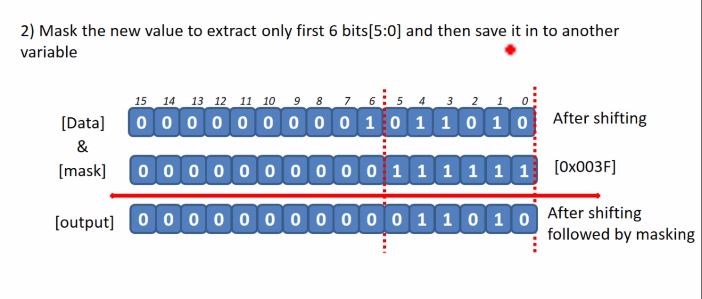 2) Mask the new value to extract only first 6 bits[5:0] and then save it in to another
variable
15 14 13 12 11 10 9 8 7 6 5 4 3 2 1 0
[Data] 0 0 0 0 0 0 0 0 0 1 0 1 1 0 1 0 After shifting
&
[mask] 0 0 0 0 0 0 0 0 0 0 1 1 1 1 1 1 [0x003F]
[output] 0 0 0 0 0 0 0 0 0 0 0 1 1 0 1 0 After shifting
followed by masking